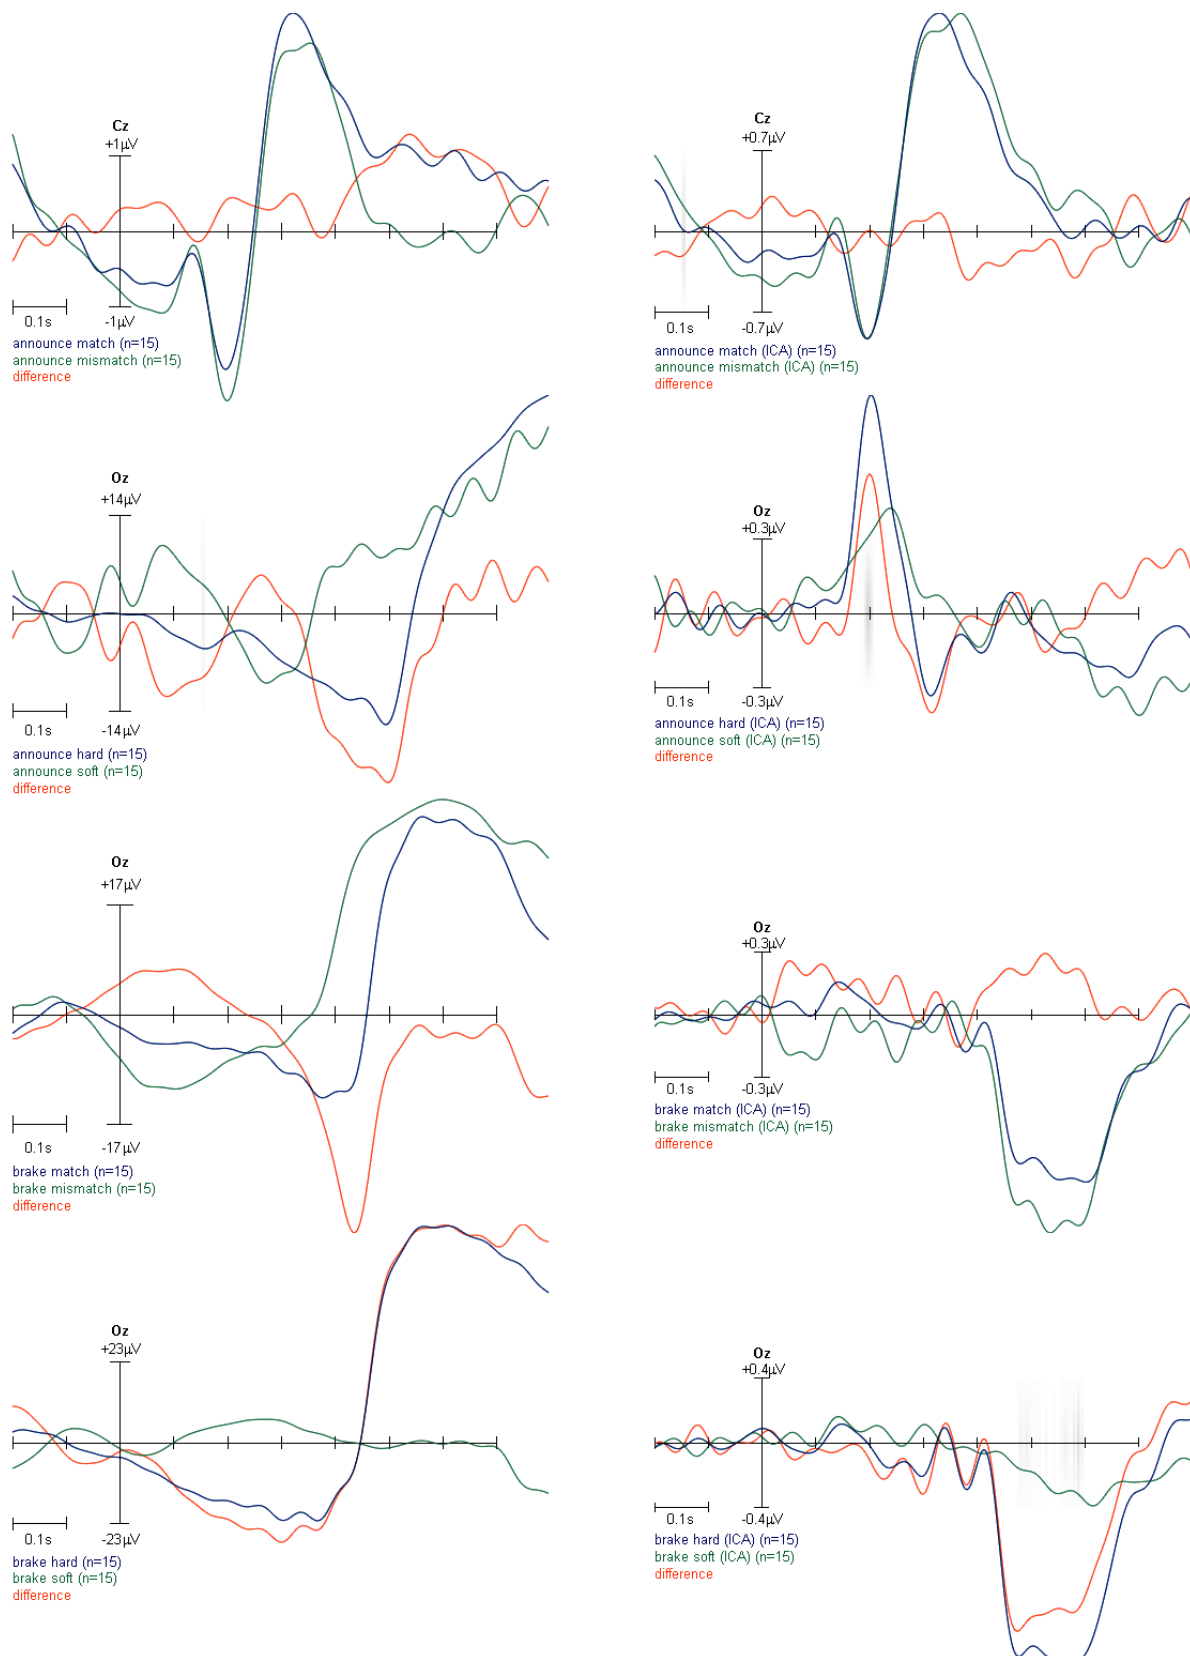 Cz
+1µV
0.1s
-1µV
announce match (n=15)
announce mismatch (n=15)
difference
Cz
+0.7µV
0.1s
-0.7µV
announce match (ICA) (n=15)
announce mismatch (ICA) (n=15)
difference
Oz
+14µV
0.1s
-14µV
announce hard (n=15)
announce soft (n=15)
difference
Oz
+0.3µV
0.1s
-0.3µV
announce hard (ICA) (n=15)
announce soft (ICA) (n=15)
difference
Oz
+17µV
0.1s
-17µV
brake match (n=15)
brake mismatch (n=15)
difference
Oz
+0.3µV
0.1s
-0.3µV
brake match (ICA) (n=15)
brake mismatch (ICA) (n=15)
difference
Oz
+23µV
0.1s
-23µV
brake hard (n=15)
brake soft (n=15)
difference
Oz
+0.4µV
0.1s
-0.4µV
brake hard (ICA) (n=15)
brake soft (ICA) (n=15)
difference